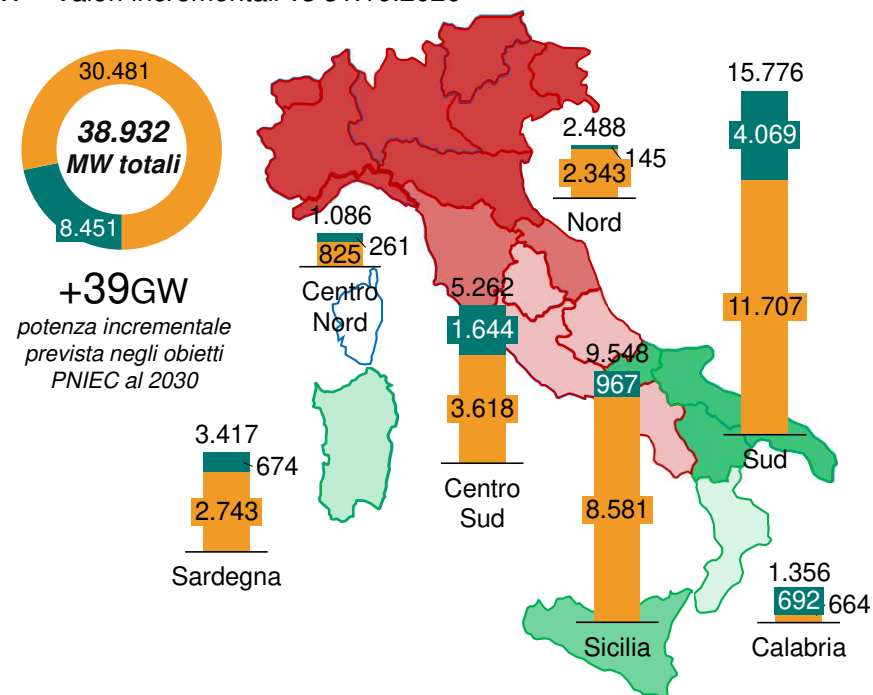 30.481
38.932
MW totali
8.451
+39GW
potenza incrementale
prevista negli obietti
PNIEC al 2030
2.488
145
2.343
Nord
15.776
4.069
11.707
Sud
1.086
261
825
Centro
Nord
5.262
1.644
3.618
Centro
Sud
9.548
967
8.581
Sicilia
3.417
674
2.743
Sardegna
1.356
692
664
Calabria